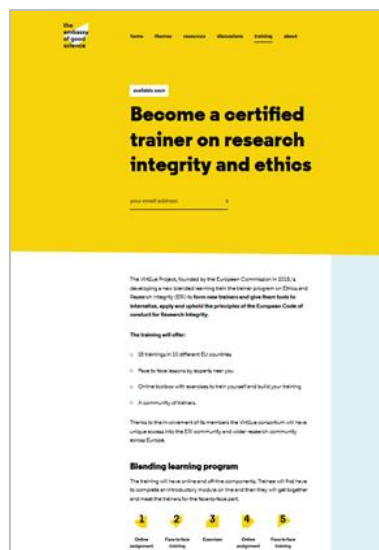 the
embassy
of good
science
home themes resources discussions training about
available soon
Become a certified
trainer on research
integrity and ethics
your email address
The VIRT2UE Project, founded by the European Commission in 2018, is
developing a new blended learning train the trainer program on Ethics and
Research Integrity (ERI) to form new trainers and give them tools to
internalize, apply and uphold the principles of the European Code of
conduct for Research Integrity.
The training will offer:
trainings in 10 different EU countries
Face to face lessons by experts near you
Online toolbox with exercises to train yourself and build your training
A community of trainers.
Thanks to the involvement of its members the consortium will have
unique access into the ERI community and wider research community
across Europe.
Blending learning program
The training will have online and offline components. Trainee will first have
to complete an introductory module on line and then they will get together
and meet the trainers for the face-to-face part.
1 2 3 4 5
Online Face to face Exercises Online Face to face
assignment training assignment training